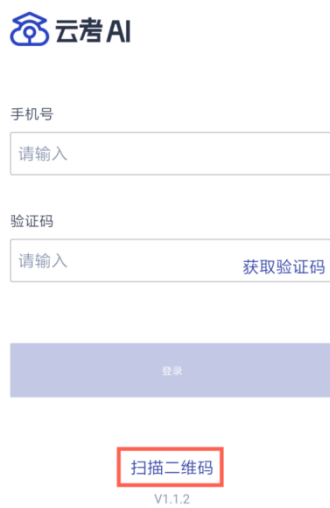 云考AI
手机号
请输入
验证码
请输入
获取验证码
登录
扫描二维码
V1.1.2